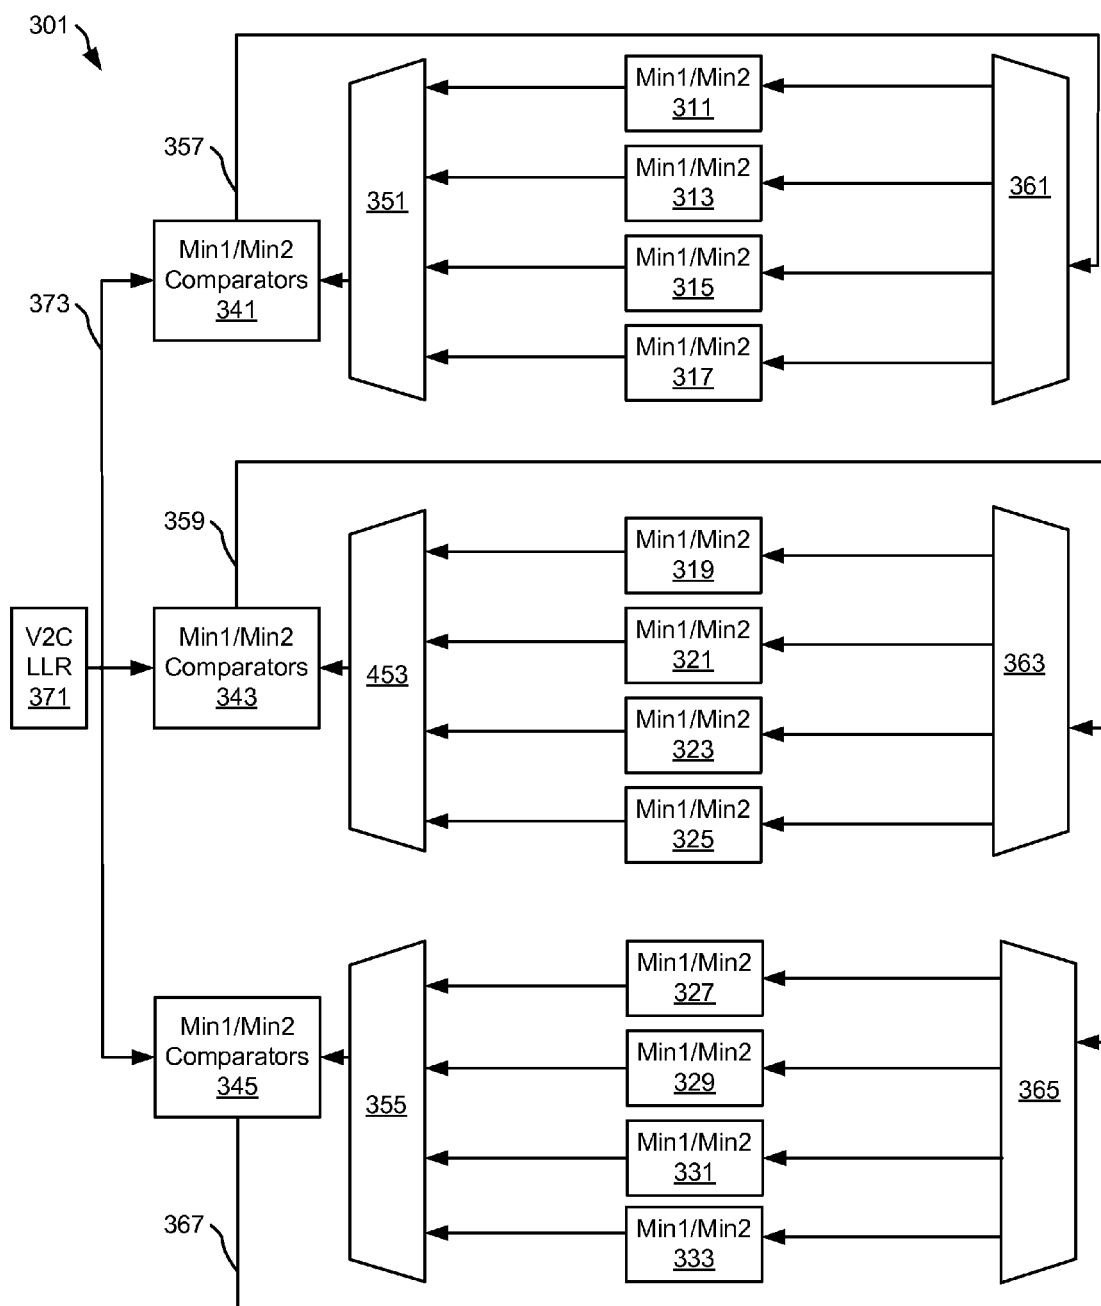 301
357
Min1/Min2
Comparators
341
373
351
Min1/Min2
311
Min1/Min2
313
Min1/Min2
315
Min1/Min2
317
361
359
V2C
LLR
371
Min1/Min2
Comparators
343
453
Min1/Min2
319
Min1/Min2
321
Min1/Min2
323
Min1/Min2
325
363
Min1/Min2
Comparators
345
367
355
Min1/Min2
327
Min1/Min2
329
Min1/Min2
331
Min1/Min2
333
365